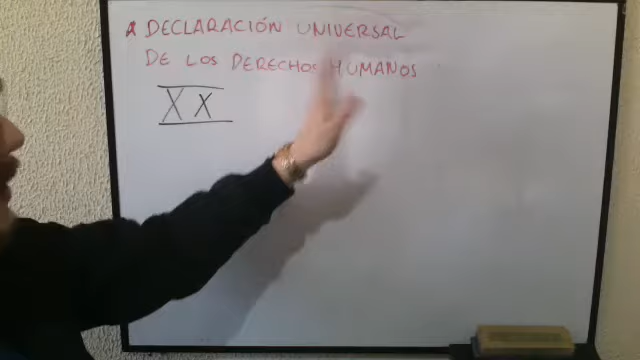 * DECLARACIÓN UNIVERSAL
DE LOS DERECHOS HUMANOS
XX